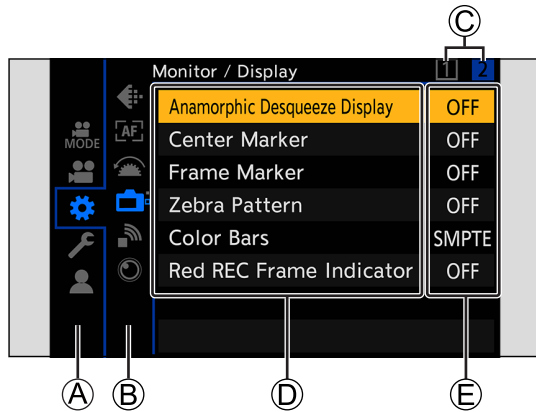 C
Monitor / Display 1 2
Anamorphic Desqueeze Display OFF
AF
MODE
Center Marker OFF
Frame Marker OFF
Zebra Pattern OFF
Color Bars SMPTE
Red REC Frame Indicator OFF
A B D E